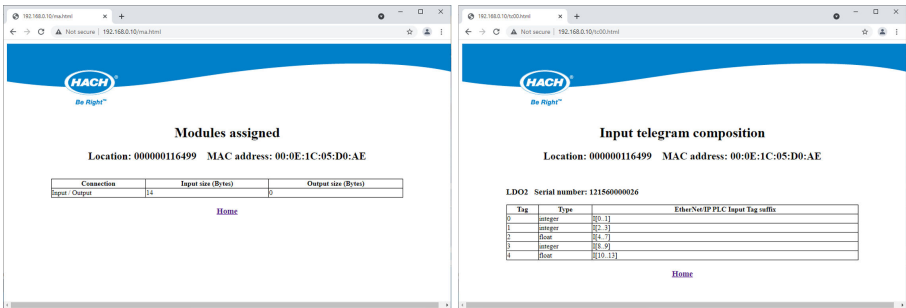 192.168.0.10/ma.html
Not secure | 192.168.0.10/ma.html
HACH®
Be Right™
Modules assigned
Location: 000000116499 MAC address: 00:0E:1C:05:D0:AE
Connection Input size (Bytes) Output size (Bytes)
Input / Output 14 0
Home
192.168.0.10/tc00.html
Not secure | 192.168.0.10/tc00.html
HACH®
Be Right™
Input telegram composition
Location: 000000116499 MAC address: 00:0E:1C:05:D0:AE
LDO2 Serial number: 121560000026
Tag Type EtherNet/IP PLC Input Tag suffix
0 integer I[0..1]
1 integer I[2..3]
2 float I[4..7]
3 integer I[8..9]
4 float I[10..13]
Home